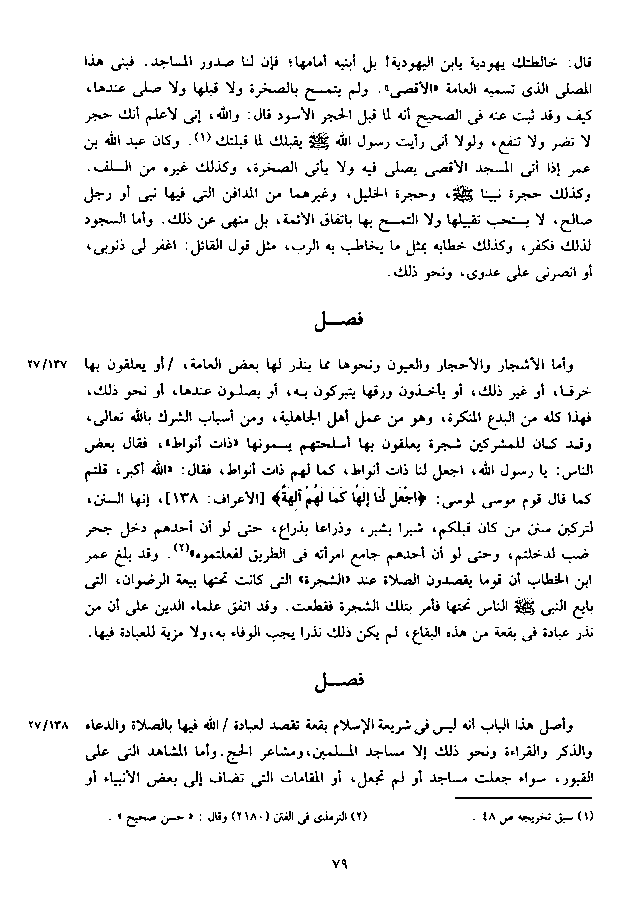 قال: خالطتك يهودية يابن اليهودية! بل أبنيه أمامها؛ فإن لنا صدور المساجد. فبنى هذا
المصلى الذى تسميه العامة «الأقصى». ولم يتمسح بالصخرة ولا قبلها ولا صلى عندها،
كيف وقد ثبت عنه فى الصحيح أنه لما قبل الحجر الأسود قال: والله، إنى لأعلم أنك حجر
لا تضر ولا تنفع، ولولا أنى رأيت رسول الله ﷺ يقبلك لما قبلتك (١). وكان عبد الله بن
عمر إذا أتى المسجد الأقصى يصلى فيه ولا يأتى الصخرة، وكذلك غيره من السلف.
وكذلك حجرة نبينا ﷺ، وحجرة الخليل، وغيرهما من المدافن التى فيها نبى أو رجل
صالح، لا يستحب تقبيلها ولا التمسح بها باتفاق الأئمة، بل منهى عن ذلك. وأما السجود
لذلك فكفر، وكذلك خطابه بمثل ما يخاطب به الرب، مثل قول القائل: اغفر لى ذنوبى،
أو انصرنى على عدوى، ونحو ذلك.
فصــل
٢٧/١٣٧ وأما الأشجار والأحجار والعيون ونحوها مما ينذر لها بعض العامة، / أو يعلقون بها
خرقا، أو غير ذلك، أو يأخذون ورقها يتبركون به، أو يصلون عندها، أو نحو ذلك،
فهذا كله من البدع المنكرة، وهو من عمل أهل الجاهلية، ومن أسباب الشرك بالله تعالى،
وقد كان للمشركين شجرة يعلقون بها أسلحتهم يسمونها «ذات أنواط»، فقال بعض
الناس: يا رسول الله، اجعل لنا ذات أنواط، كما لهم ذات أنواط، فقال: «الله أكبر، قلتم
كما قال قوم موسى لموسى: ﴿اجْعَل لَّنَا إِلَهًا كَمَا لَهُمْ آلِهَةٌ﴾ [الأعراف: ١٣٨]، إنها السنن،
لتركبن سنن من كان قبلكم، شبرا بشبر، وذراعا بذراع، حتى لو أن أحدهم دخل جحر
ضب لدخلتم، وحتى لو أن أحدهم جامع امرأته فى الطريق لفعلتموه»(٢). وقد بلغ عمر
ابن الخطاب أن قوما يقصدون الصلاة عند «الشجرة» التى كانت تحتها بيعة الرضوان، التى
بايع النبى ﷺ الناس تحتها فأمر بتلك الشجرة فقطعت. وقد اتفق علماء الدين على أن من
نذر عبادة فى بقعة من هذه البقاع، لم يكن ذلك نذرا يجب الوفاء به، ولا مزية للعبادة فيها.
فصــل
٢٧/١٣٨ وأصل هذا الباب أنه ليس فى شريعة الإسلام بقعة تقصد لعبادة / الله فيها بالصلاة والدعاء
والذكر والقراءة ونحو ذلك إلا مساجد المسلمين، ومشاعر الحج. وأما المشاهد التى على
القبور، سواء جعلت مساجد أو لم تجعل، أو المقامات التى تضاف إلى بعض الأنبياء أو
(١) سبق تخريجه ص ٤٨ . (٢) الترمذى فى الفتن (٢١٨٠) وقال : « حسن صحيح » .
٧٩